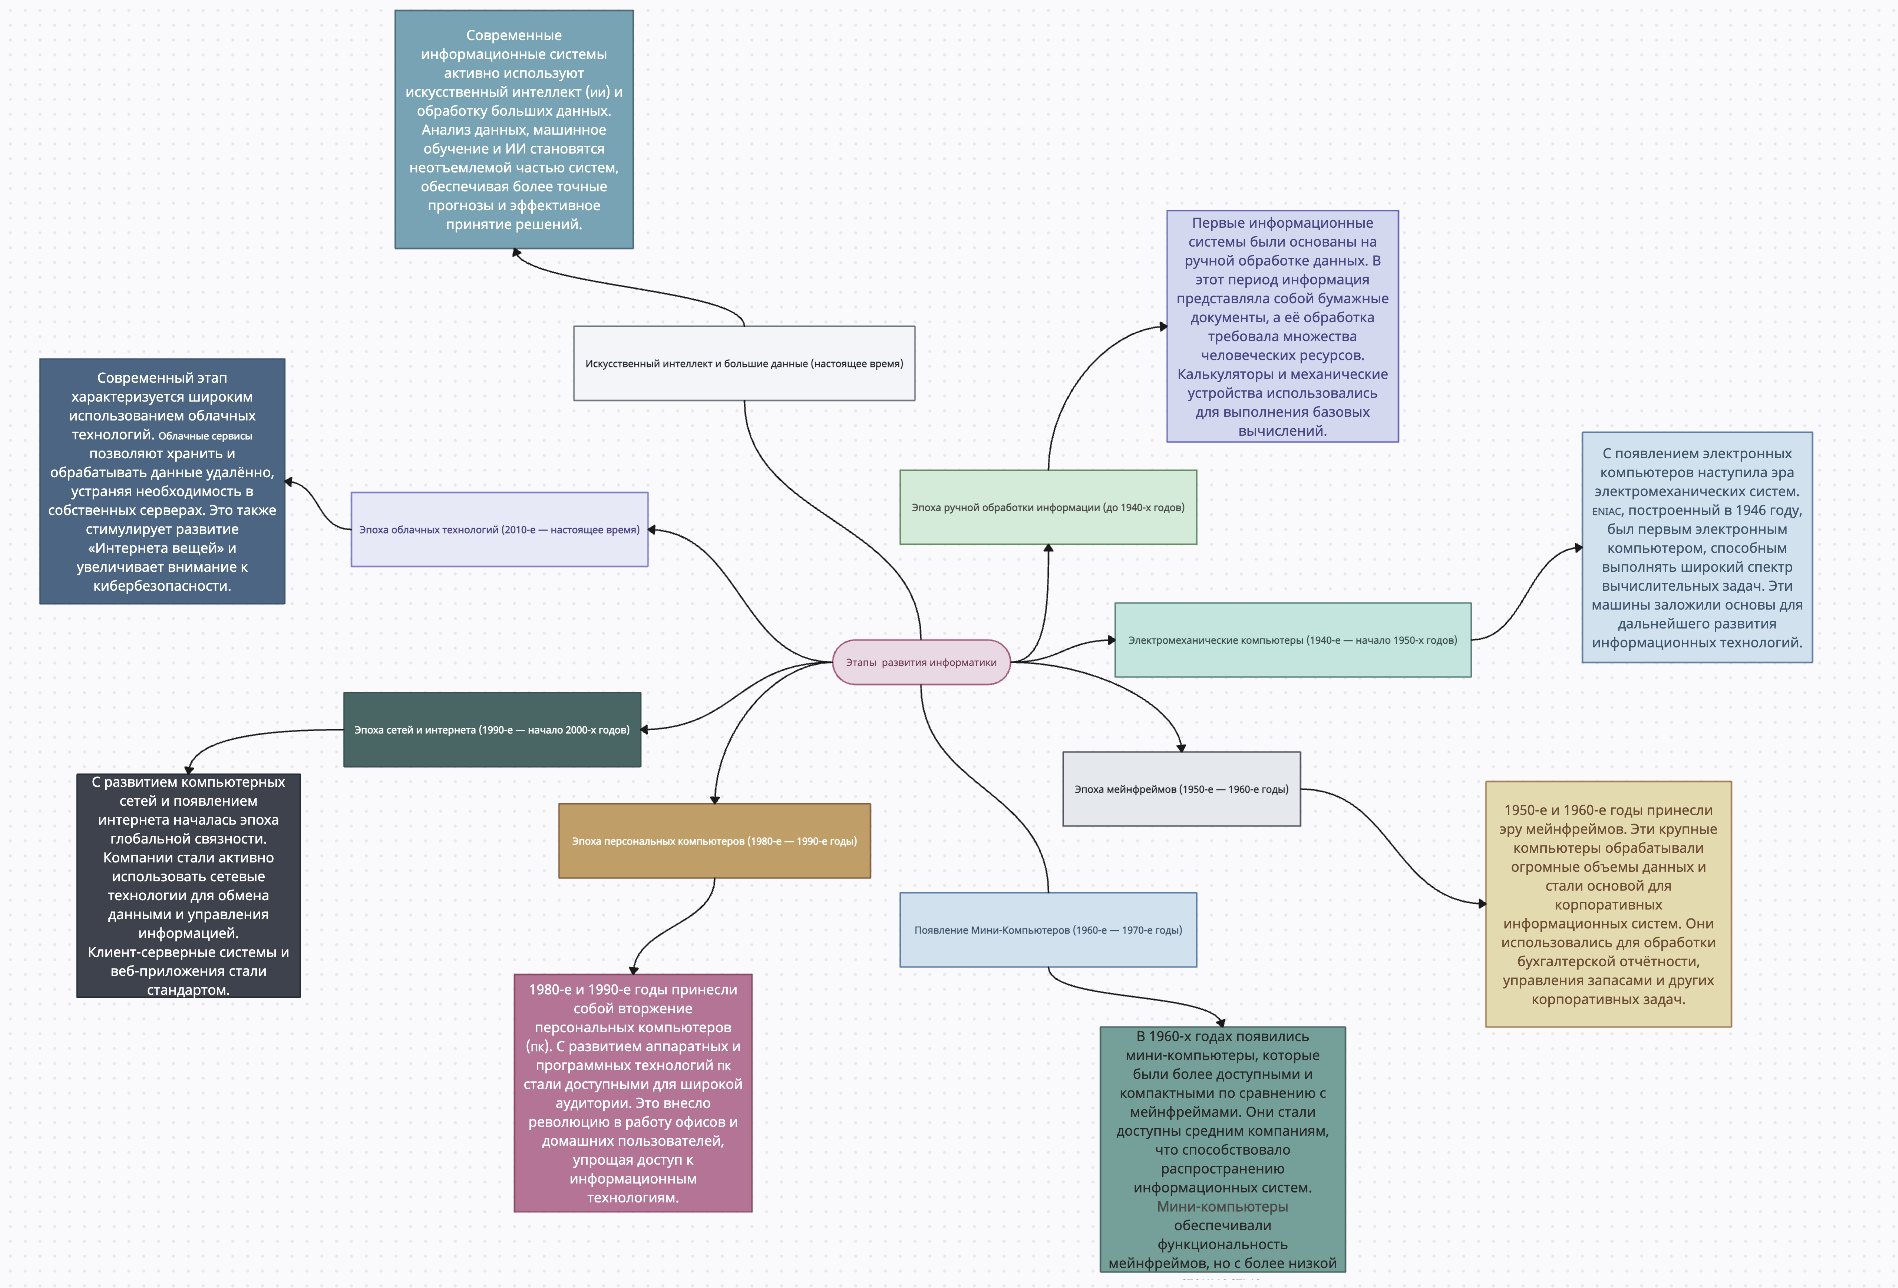 Современные
информационные системы
активно используют
искусственный интеллект (ИИ) и
обработку больших данных.
Анализ данных, машинное
обучение и ИИ становятся
неотъемлемой частью систем,
обеспечивая более точные
прогнозы и эффективное
принятие решений.
Первые информационные
системы были основаны на
ручной обработке данных. В
этот период информация
представляла собой бумажные
документы, а её обработка
требовала множества
человеческих ресурсов.
Калькуляторы и механические
устройства использовались
для выполнения базовых
вычислений.
Искусственный интеллект и большие данные (настоящее время)
Современный этап
характеризуется широким
использованием облачных
технологий. Облачные сервисы
позволяют хранить и
обрабатывать данные удалённо,
устраняя необходимость в
собственных серверах. Это также
стимулирует развитие
«Интернета вещей» и
увеличивает внимание к
кибербезопасности.
Эпоха облачных технологий (2010-е — настоящее время)
Эпоха ручной обработки информации (до 1940-х годов)
С появлением электронных
компьютеров наступила эра
электромеханических систем.
ENIAC, построенный в 1946 году,
был первым электронным
компьютером, способным
выполнять широкий спектр
вычислительных задач. Эти
машины заложили основы для
дальнейшего развития
информационных технологий.
Электромеханические компьютеры (1940-е — начало 1950-х годов)
Этапы  развития информатики
Эпоха сетей и интернета (1990-е — начало 2000-х годов)
С развитием компьютерных
сетей и появлением
интернета началась эпоха
глобальной связности.
Компании стали активно
использовать сетевые
технологии для обмена
данными и управления
информацией.
Клиент-серверные системы и
веб-приложения стали
стандартом.
Эпоха мейнфреймов (1950-е — 1960-е годы)
1950-е и 1960-е годы принесли
эру мейнфреймов. Эти крупные
компьютеры обрабатывали
огромные объемы данных и
стали основой для
корпоративных
информационных систем. Они
использовались для обработки
бухгалтерской отчётности,
управления запасами и других
корпоративных задач.
Эпоха персональных компьютеров (1980-е — 1990-е годы)
1980-е и 1990-е годы принесли
собой вторжение
персональных компьютеров
(ПК). С развитием аппаратных и
программных технологий ПК
стали доступными для широкой
аудитории. Это внесло
революцию в работу офисов и
домашних пользователей,
упрощая доступ к
информационным
технологиям.
Появление Мини-Компьютеров (1960-е — 1970-е годы)
В 1960-х годах появились
мини-компьютеры, которые
были более доступными и
компактными по сравнению с
мейнфреймами. Они стали
доступны средним компаниям,
что способствовало
распространению
информационных систем.
Мини-компьютеры
обеспечивали
функциональность
мейнфреймов, но с более низкой